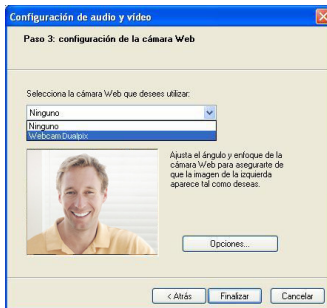 Configuración de audio y vídeo
Paso 3: configuración de la cámara Web
Selecciona la cámara Web que desees utilizar:
Ninguno
Ninguno
Webcam Dualpix
Ajusta el ángulo y enfoque de la
cámara Web para asegurarte de
que la imagen de la izquierda
aparece tal como deseas.
Opciones...
< Atrás
Finalizar
Cancelar